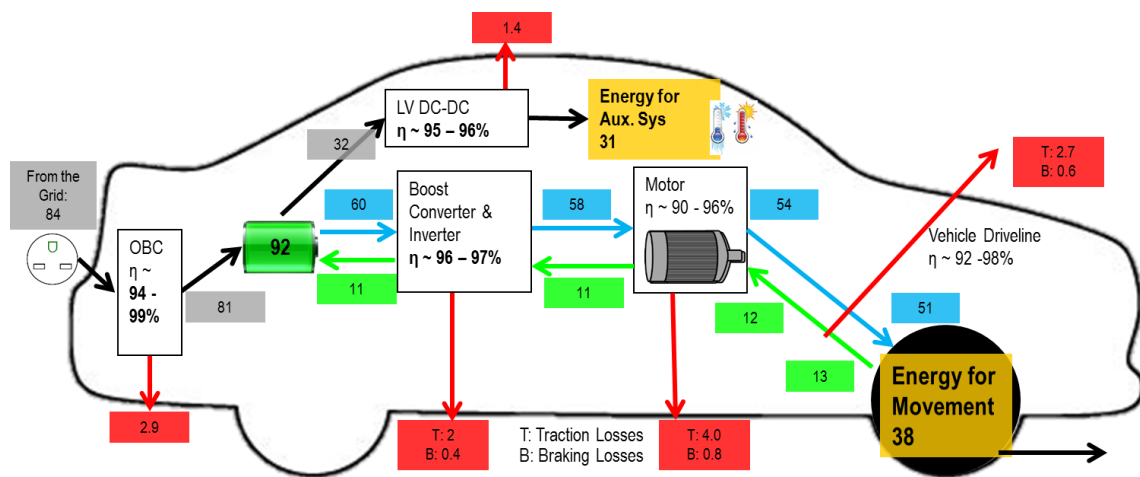 1.4
LV DC-DC
η ~ 95 – 96%
Energy for
Aux. Sys
31
32
T: 2.7
B: 0.6
From the
Grid:
84
Boost
Converter &
Inverter
η ~ 96 – 97%
60
58
Motor
η ~ 90 - 96%
54
OBC
η ~
94 -
99%
92
Vehicle Driveline
η ~ 92 -98%
81
11
11
12
51
13
Energy for
Movement
38
2.9
T: 2
B: 0.4
T: Traction Losses
B: Braking Losses
T: 4.0
B: 0.8